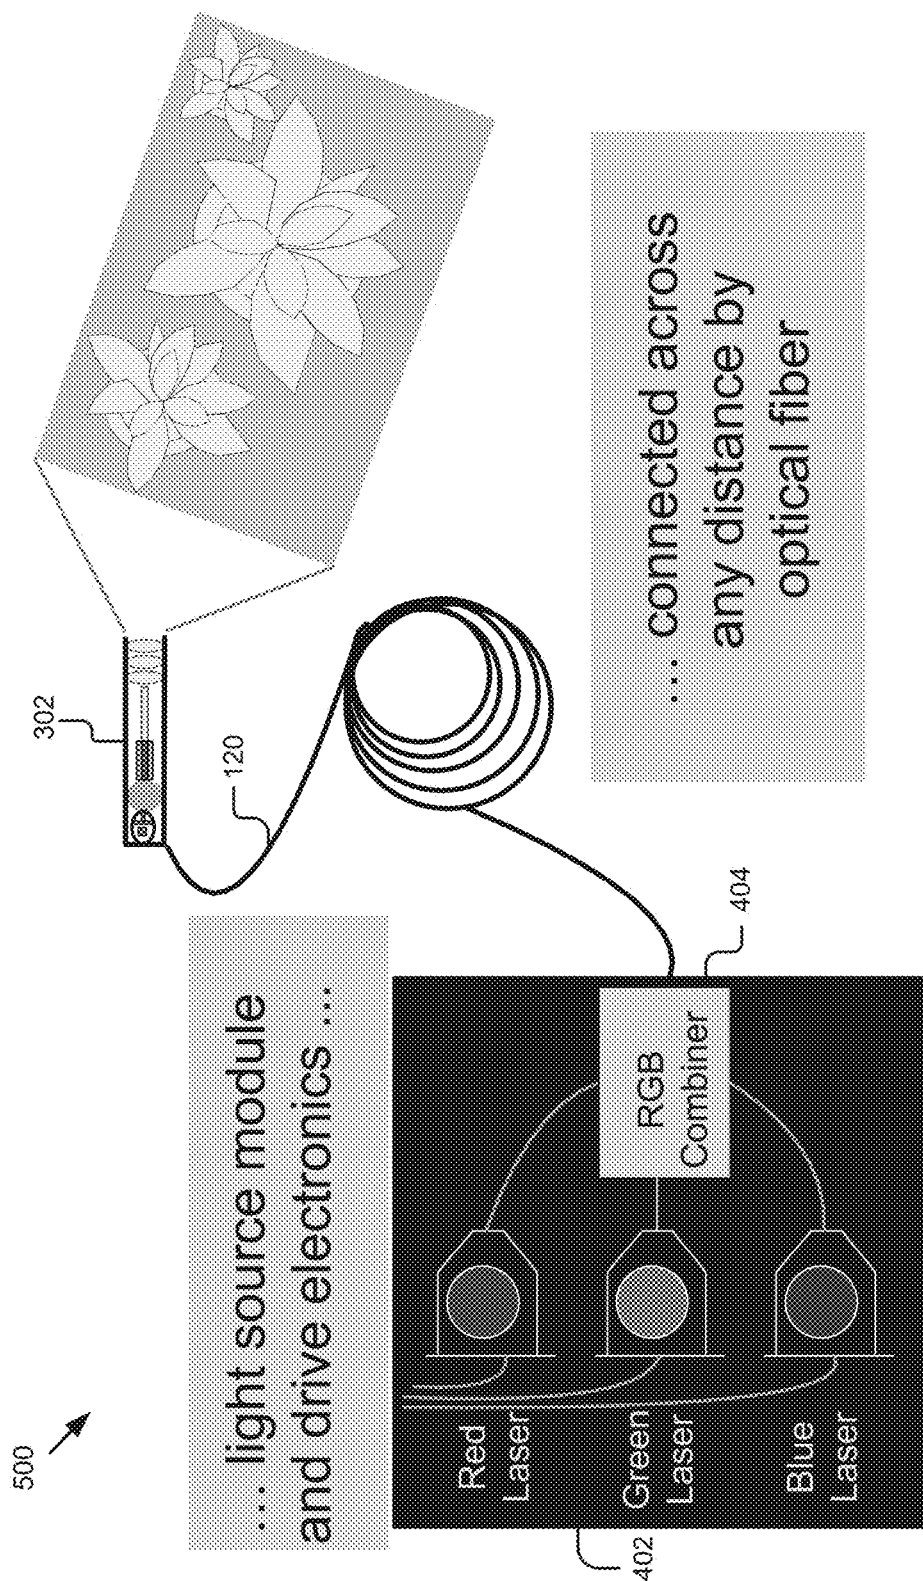 500
.... light source module
and drive electronics ...
302
120
.... connected across
any distance by
optical fiber
402
Red
Laser
Green
Laser
Blue
Laser
RGB
Combiner
404